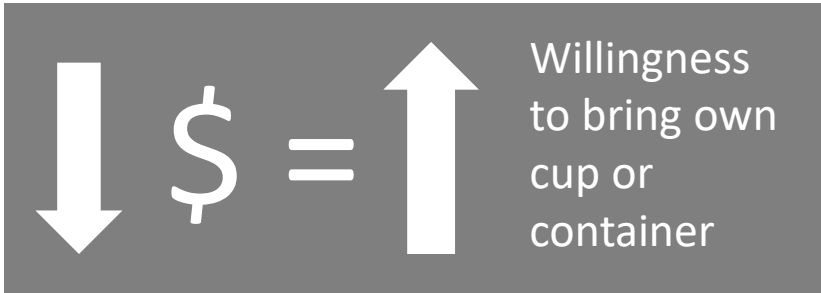 $ =
Willingness
to bring own
cup or
container